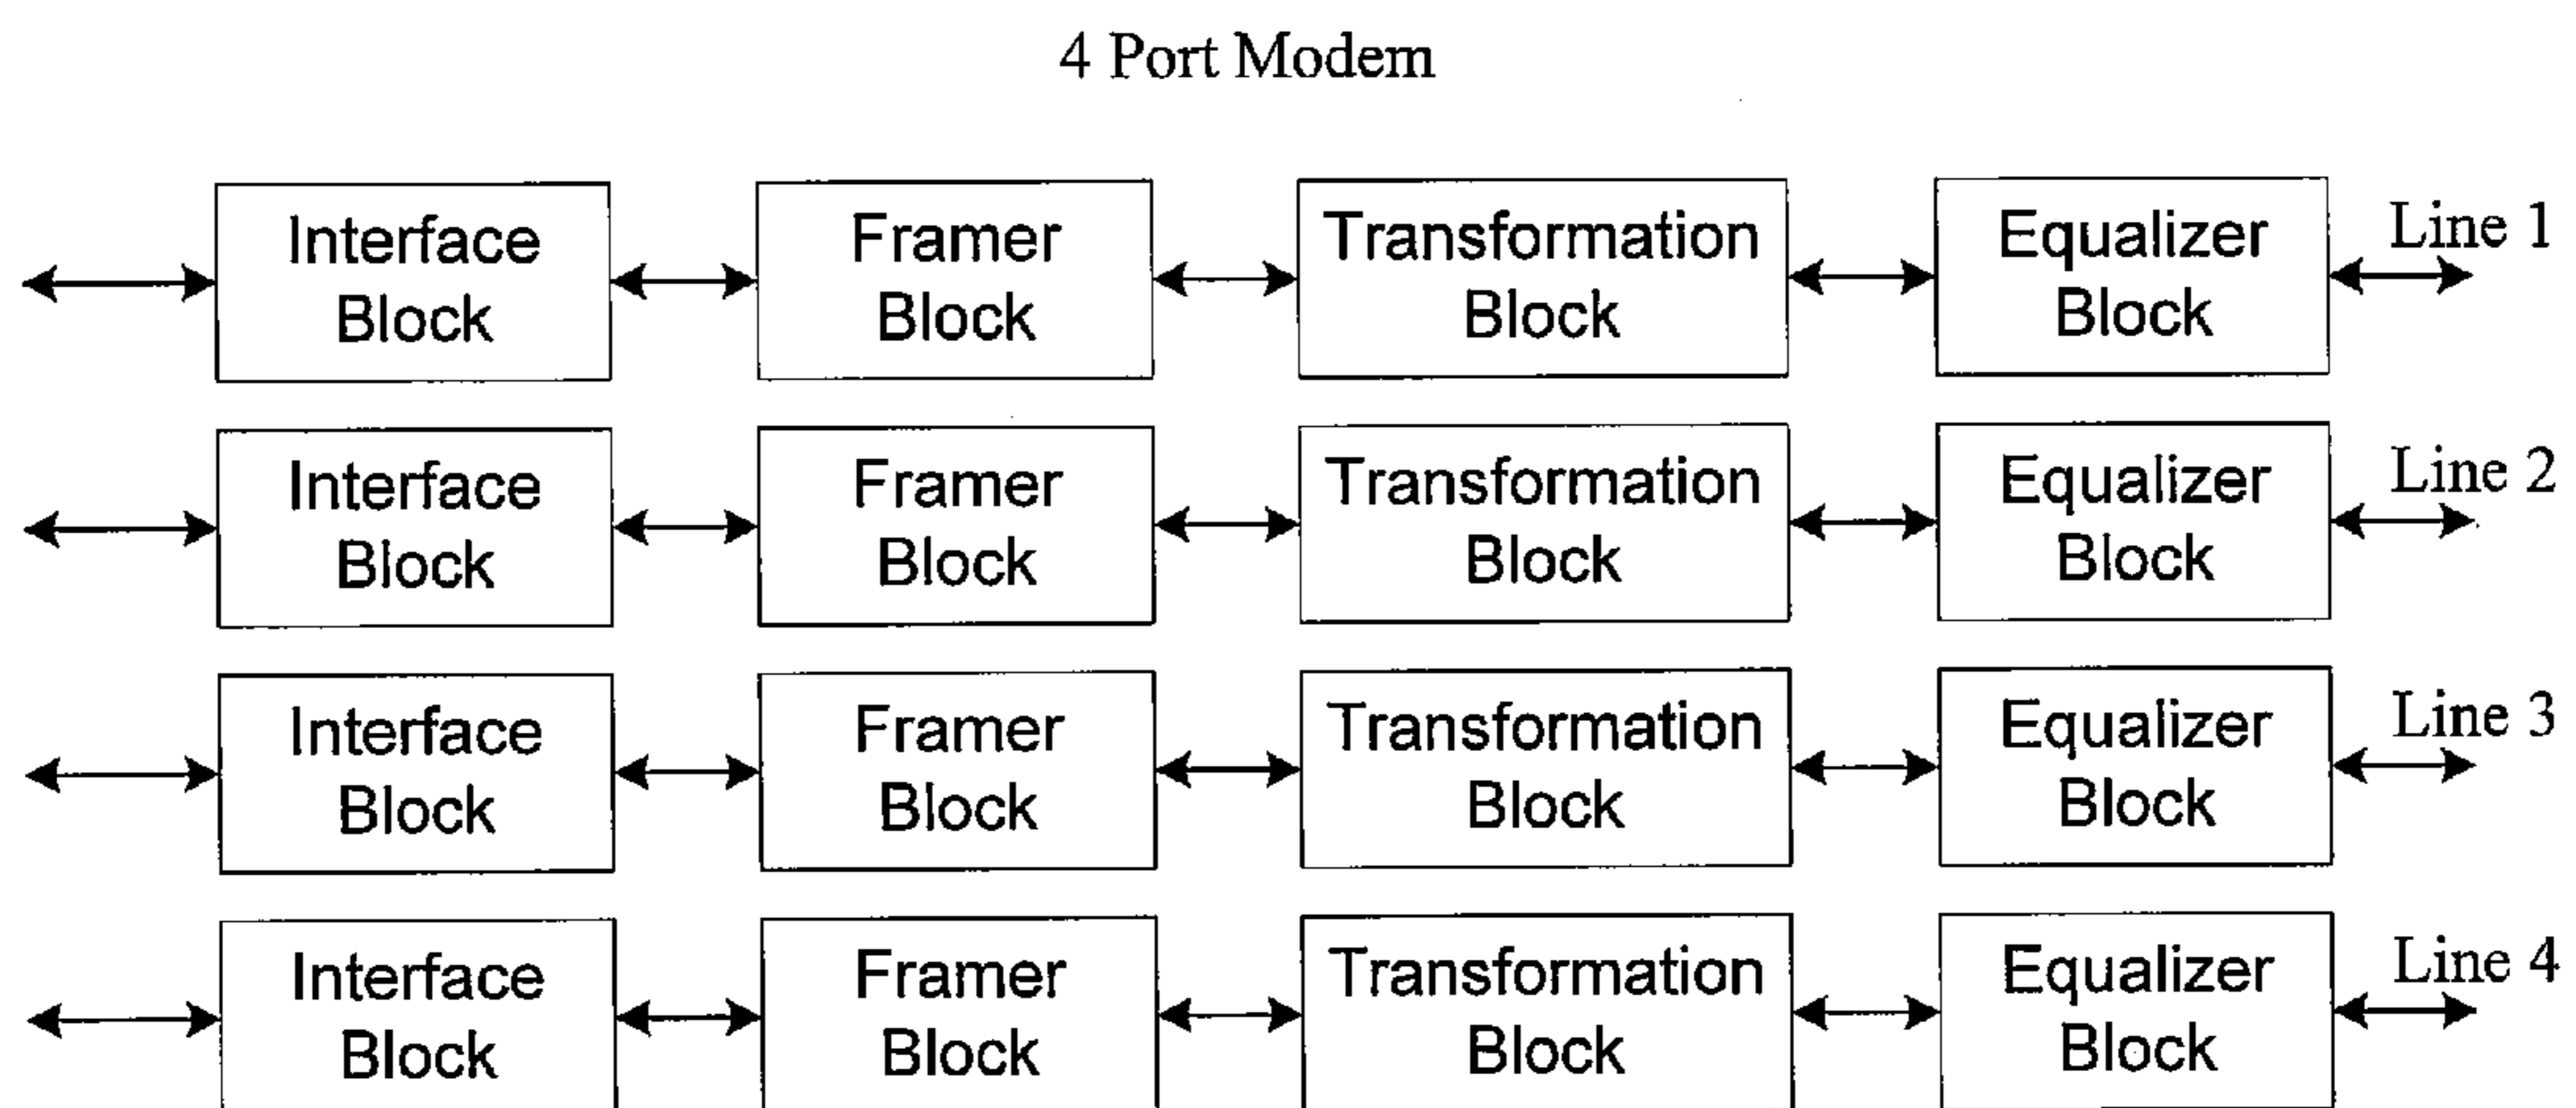 4 Port Modem
Interface
Block
Framer
Block
Transformation
Block
Equalizer
Block
Line 1
Interface
Block
Framer
Block
Transformation
Block
Equalizer
Block
Line 2
Interface
Block
Framer
Block
Transformation
Block
Equalizer
Block
Line 3
Interface
Block
Framer
Block
Transformation
Block
Equalizer
Block
Line 4